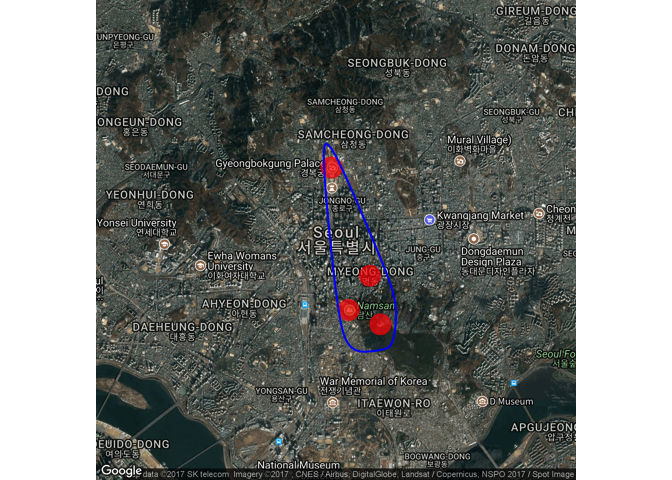 GIREUM-DONG
길음동
UNPYEONG-GU
은평구
DONAM-DONG
돈암동
SEONGBUK-DONG
성북동
DONG
SAMCHEONG-DONG
삼청동
ONGEUN-DONG
홍은동
SEONGBUK-GU
성북구
CH
SAMCHEONG-DONG
삼청동
Mural Village)
이화벽화마을
SEODAEMUN-GU
서대문구
Gyeongbokgung Palace
경복궁
YEONHUI-DONG
연희동
JONGNO-GU
종로구
Yonsei University
연세대학교
Kwangjang Market
광장시장
Cheon
청계천
Seoul
서울특별시
JUNG-GU
중구
Dongdaemun
Design Plaza
동대문디자인플라자
Ewha Womans
University
이화여자대학교
MYEONG-DONG
명동
ul
AHYEON-DONG
아현동
Namsan
남산
DAEHEUNG-DONG
대흥동
Seoul Fo
서울숲
War Memorial of Korea
전쟁기념관
YONGSAN-GU
용산구
ITAEWON-RO
이태원로
D Museum
APGUJEONG
압구정
EUIDO-DONG
여의도동
BOGWANG-DONG
보광동
National Museum
Google
data ©2017 SK telecom Imagery ©2017 , CNES / Airbus, DigitalGlobe, Landsat / Copernicus, NSPO 2017 / Spot Image